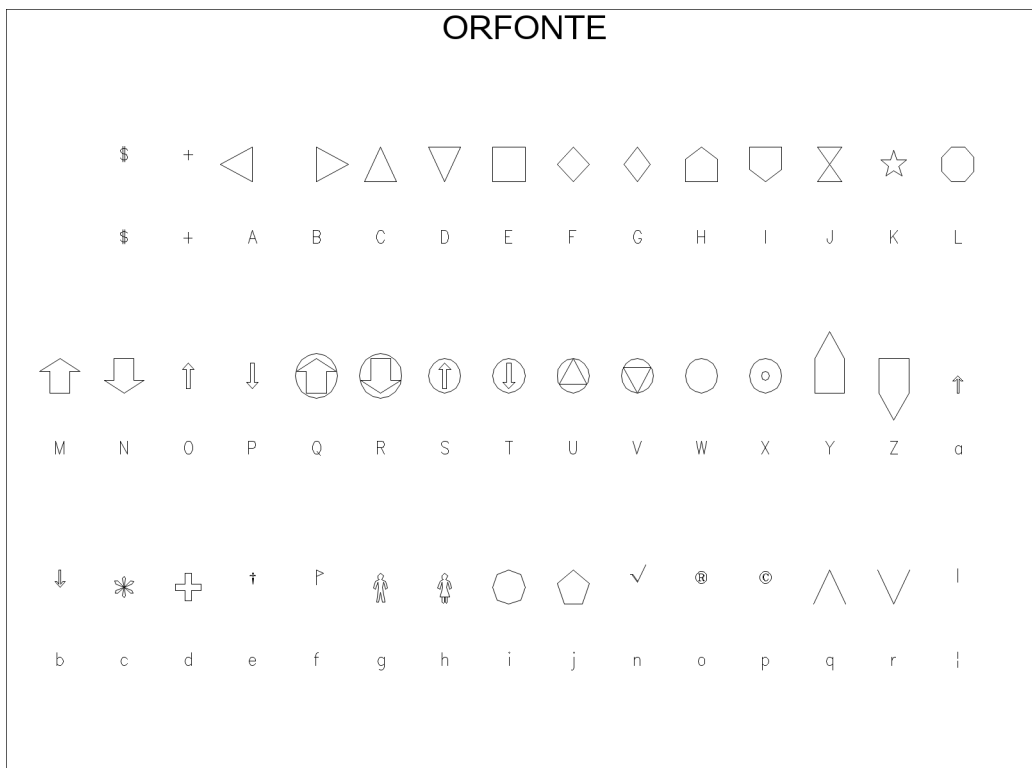 ORFONTE
$ +
$ + A B C D E F G H I J K L
M N O P Q R S T U V W X Y Z a
† ® ©
b c d e f g h i j n o p q r ¦